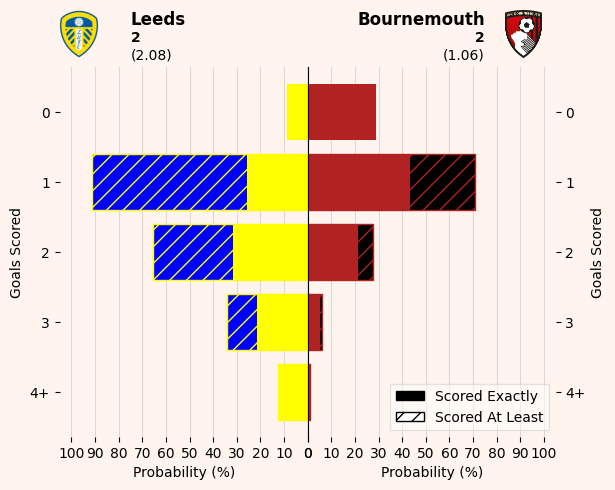 Leeds
2
(2.08)
Bournemouth
2
(1.06)
Goals Scored
0
1
2
3
4+
0
1
2
3
4+
Goals Scored
Scored Exactly
Scored At Least
100 90 80 70 60 50 40 30 20 10 0
0 10 20 30 40 50 60 70 80 90 100
Probability (%)
Probability (%)